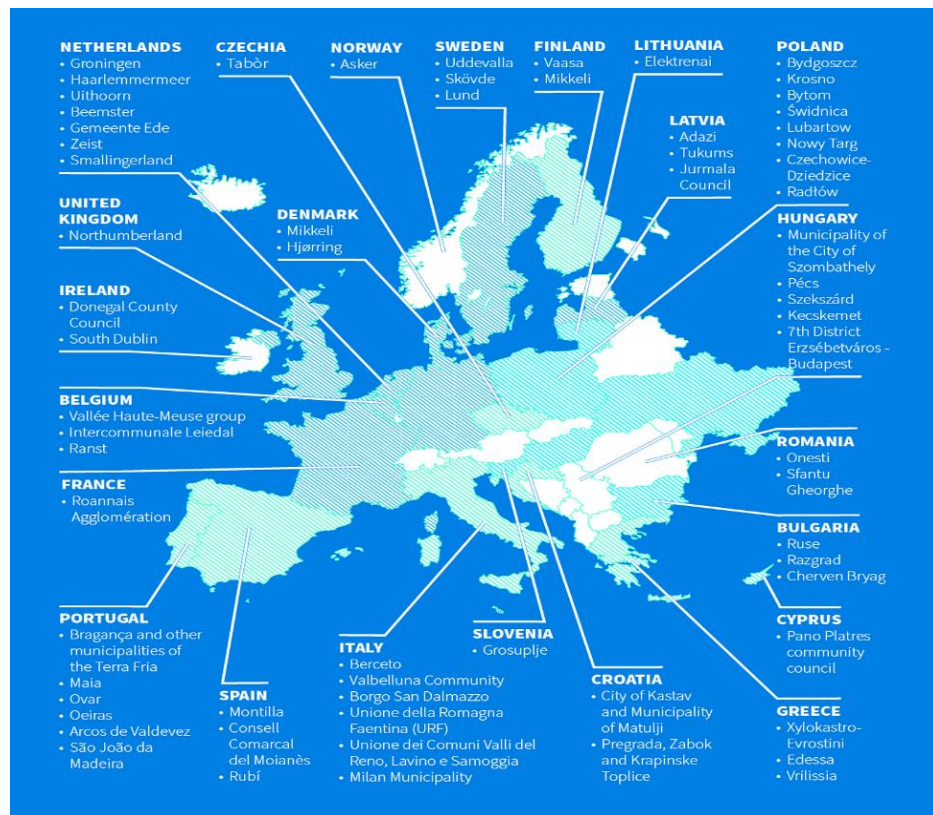 NETHERLANDS
• Groningen
• Haarlemmermeer
• Uithoorn
• Beemster
• Gemeente Ede
• Zeist
• Smallingerland
CZECHIA
• Tabòr
NORWAY
• Asker
SWEDEN
• Uddevalla
• Skövde
• Lund
FINLAND
• Vaasa
• Mikkeli
LITHUANIA
• Elektrenai
POLAND
• Bydgoszcz
• Krosno
• Bytom
• Świdnica
• Lubartow
• Nowy Targ
• Czechowice-
Dziedzice
• Radłów
LATVIA
• Adazi
• Tukums
• Jurmala
Council
UNITED
KINGDOM
• Northumberland
DENMARK
• Mikkeli
• Hjørring
HUNGARY
• Municipality of
the City of
Szombathely
• Pécs
• Szekszárd
• Kecskemet
• 7th District
Erzsébetváros -
Budapest
IRELAND
• Donegal County
Council
• South Dublin
BELGIUM
• Vallée Haute-Meuse group
• Intercommunale Leiedal
• Ranst
ROMANIA
• Onesti
• Sfantu
Gheorghe
FRANCE
• Roannais
Agglomération
BULGARIA
• Ruse
• Razgrad
• Cherven Bryag
PORTUGAL
• Bragança and other
municipalities of
the Terra Fria
• Maia
• Ovar
• Oeiras
• Arcos de Valdevez
• São João da
Madeira
SPAIN
• Montilla
• Consell
Comarcal
del Moianès
• Rubí
ITALY
• Berceto
• Valbelluna Community
• Borgo San Dalmazzo
• Unione della Romagna
Faentina (URF)
• Unione dei Comuni Valli del
Reno, Lavino e Samoggia
• Milan Municipality
SLOVENIA
• Grosuplje
CROATIA
• City of Kastav
and Municipality
of Matulji
• Pregrada, Zabok
and Krapinske
Toplice
CYPRUS
• Pano Platres
community
council
GREECE
• Xylokastro-
Evrostini
• Edessa
• Vrilissia